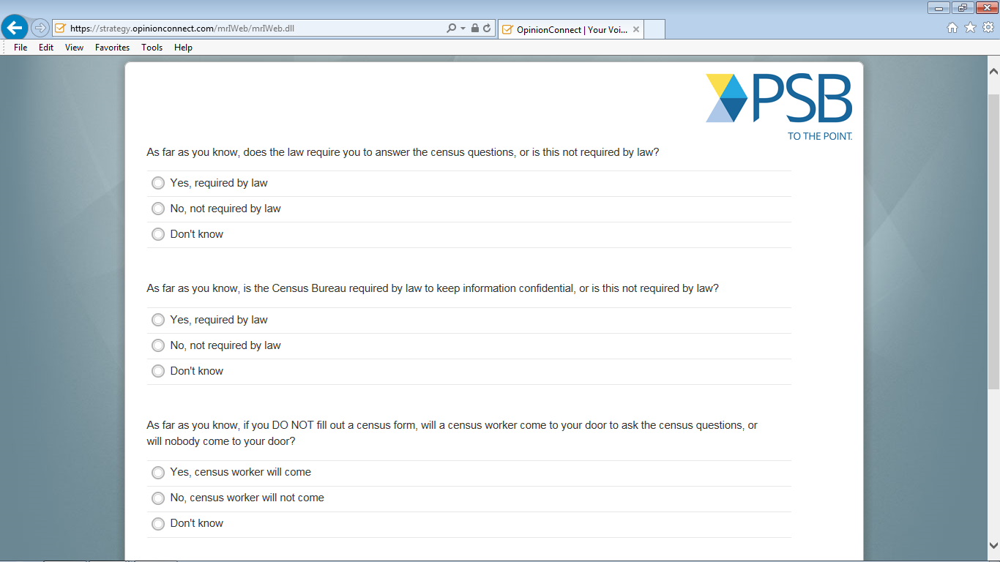 https://strategy.opinionconnect.com/mrIWeb/mrIWeb.dll
OpinionConnect | Your Voi...
File Edit View Favorites Tools Help
PSB
TO THE POINT.
As far as you know, does the law require you to answer the census questions, or is this not required by law?
Yes, required by law
No, not required by law
Don't know
As far as you know, is the Census Bureau required by law to keep information confidential, or is this not required by law?
Yes, required by law
No, not required by law
Don't know
As far as you know, if you DO NOT fill out a census form, will a census worker come to your door to ask the census questions, or
will nobody come to your door?
Yes, census worker will come
No, census worker will not come
Don't know